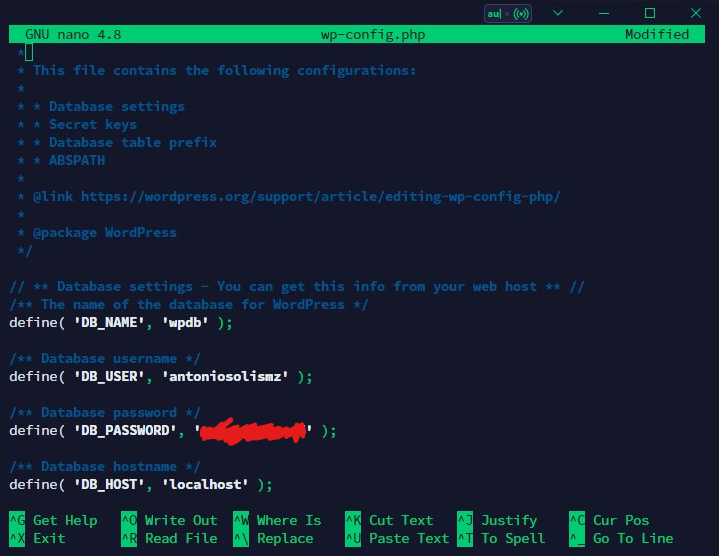 au
GNU nano 4.8 wp-config.php Modified
*
* This file contains the following configurations:
*
* * Database settings
* * Secret keys
* * Database table prefix
* * ABSPATH
*
* @link https://wordpress.org/support/article/editing-wp-config-php/
*
* @package WordPress
*/
// ** Database settings - You can get this info from your web host ** //
/** The name of the database for WordPress */
define( 'DB_NAME', 'wpdb' );
/** Database username */
define( 'DB_USER', 'antoniosolismz' );
/** Database password */
define( 'DB_PASSWORD', '' );
/** Database hostname */
define( 'DB_HOST', 'localhost' );
^G Get Help ^O Write Out ^W Where Is ^K Cut Text ^J Justify ^C Cur Pos
^X Exit ^R Read File ^\ Replace ^U Paste Text ^T To Spell ^_ Go To Line